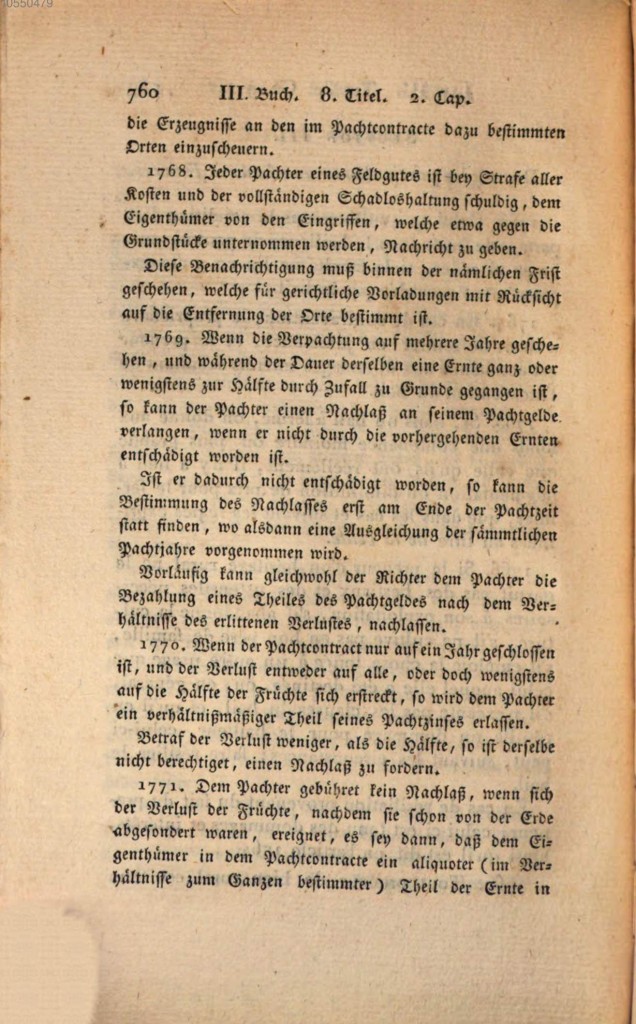 10550479
760 III. Buch. 8. Titel. 2. Cap.
die Erzeugnisse an den im Pachtcontracte dazu bestimmten
Orten einzuscheuern.
1768. Jeder Pachter eines Feldgutes ist bey Strafe aller
Kosten und der vollständigen Schadloshaltung schuldig, dem
Eigenthümer von den Eingriffen, welche etwa gegen die
Grundstücke unternommen werden, Nachricht zu geben.
Diese Benachrichtigung muß binnen der nämlichen Frist
geschehen, welche für gerichtliche Vorladungen mit Rücksicht
auf die Entfernung der Orte bestimmt ist.
1769. Wenn die Verpachtung auf mehrere Jahre gesche-
hen, und während der Dauer derselben eine Ernte ganz oder
wenigstens zur Hälfte durch Zufall zu Grunde gegangen ist,
so kann der Pachter einen Nachlaß an seinem Pachtgelde
verlangen, wenn er nicht durch die vorhergehenden Ernten
entschädigt worden ist.
Ist er dadurch nicht entschädigt worden, so kann die
Bestimmung des Nachlasses erst am Ende der Pachtzeit
statt finden, wo alsdann eine Ausgleichung der sämmtlichen
Pachtjahre vorgenommen wird.
Vorläufig kann gleichwohl der Richter dem Pachter die
Bezahlung eines Theiles des Pachtgeldes nach dem Ver-
hältnisse des erlittenen Verlustes, nachlassen.
1770. Wenn der Pachtcontract nur auf ein Jahr geschlossen
ist, und der Verlust entweder auf alle, oder doch wenigstens
auf die Hälfte der Früchte sich erstreckt, so wird dem Pachter
ein verhältnißmäßiger Theil seines Pachtzinses erlassen.
Betraf der Verlust weniger, als die Hälfte, so ist derselbe
nicht berechtiget, einen Nachlaß zu fordern.
1771. Dem Pachter gebühret kein Nachlaß, wenn sich
der Verlust der Früchte, nachdem sie schon von der Erde
abgesondert waren, ereignet, es sey dann, daß dem Ei-
genthümer in dem Pachtcontracte ein aliquoter (im Ver-
hältnisse zum Ganzen bestimmter) Theil der Ernte in